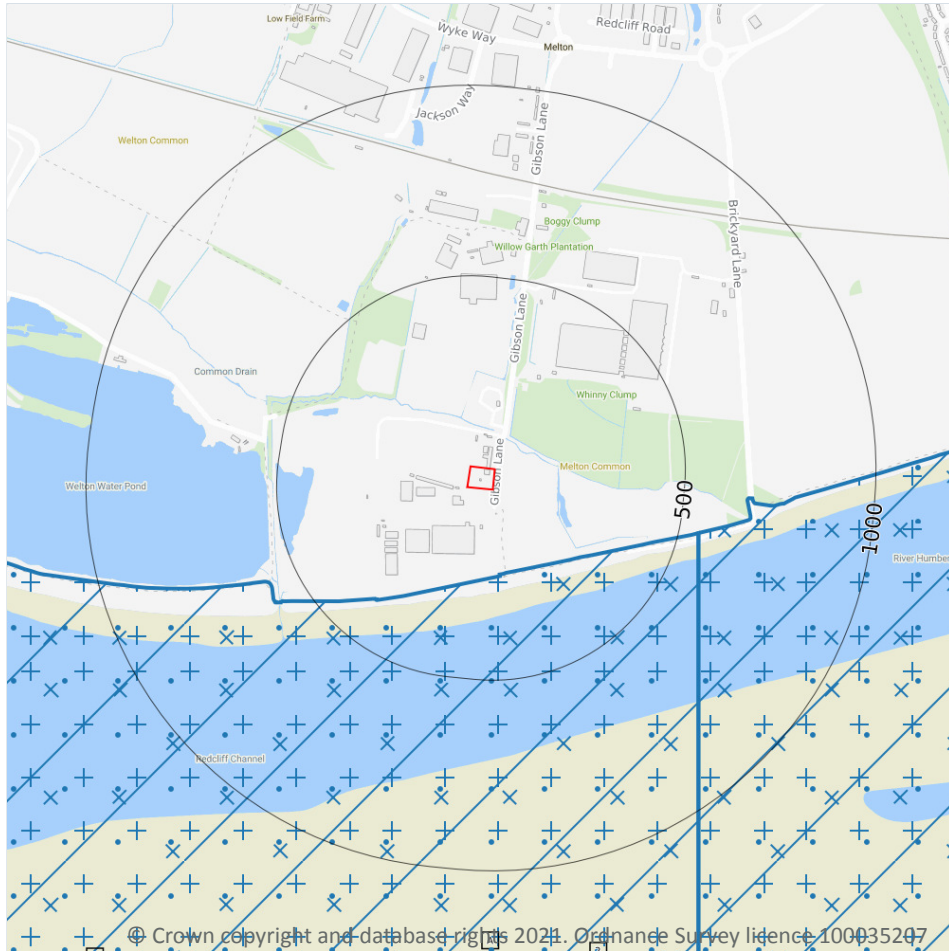 Low Field Farm
Redcliff Road
Wyke Way
Melton
Jackson Way
Gibson Lane
Welton Common
Brickyard Lane
Boggy Clump
Willow Garth Plantation
Gibson Lane
Common Drain
Whinny Clump
Gibson Lane
Melton Common
Welton Water Pond
500
1000
River Humber
Redcliff Channel
© Crown copyright and database rights 2021. Ordnance Survey licence 100035207